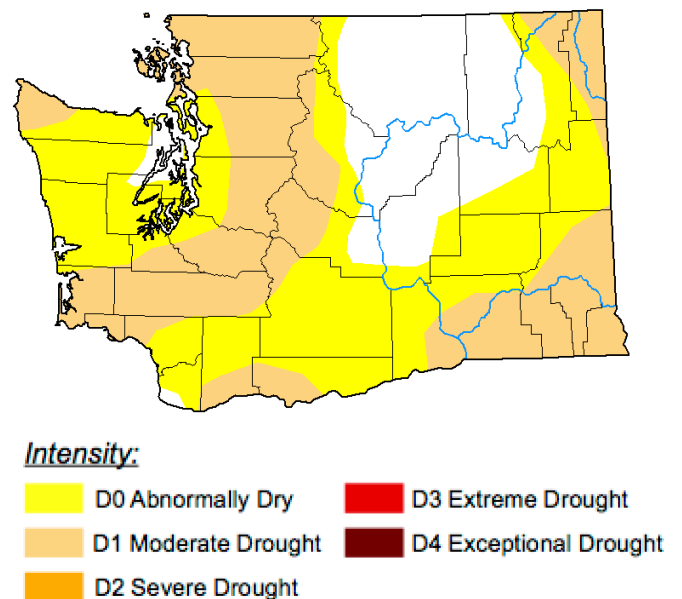 Intensity:
D0 Abnormally Dry
D3 Extreme Drought
D1 Moderate Drought
D4 Exceptional Drought
D2 Severe Drought